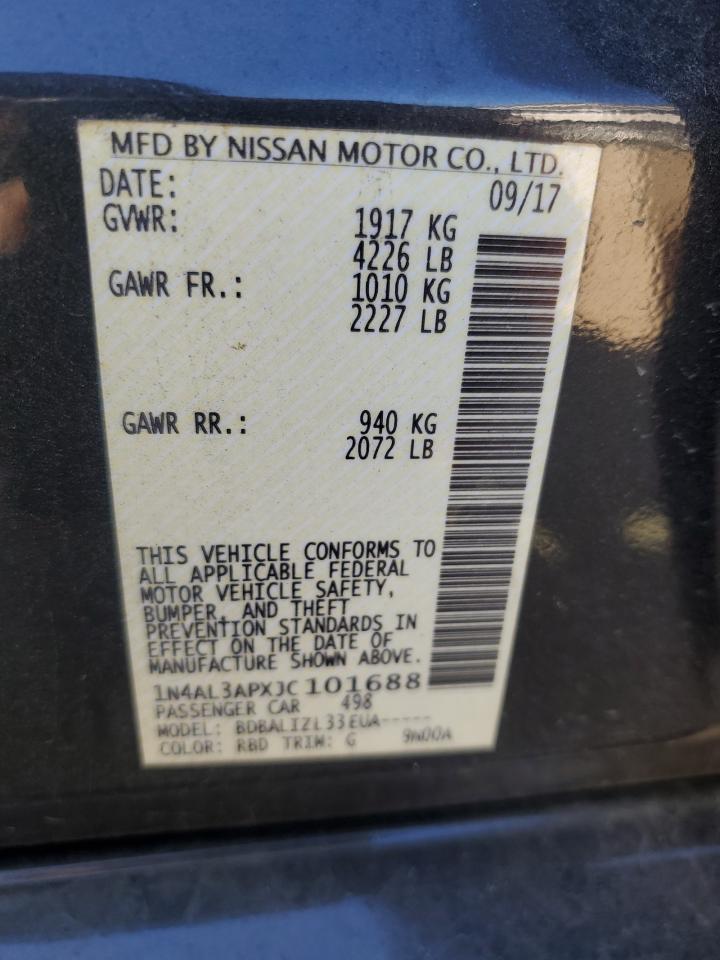 MFD BY NISSAN MOTOR CO., LTD.
DATE: 09/17
GVWR: 1917 KG
4226 LB
GAWR FR.: 1010 KG
2227 LB
GAWR RR.: 940 KG
2072 LB
THIS VEHICLE CONFORMS TO
ALL APPLICABLE FEDERAL
MOTOR VEHICLE SAFETY,
BUMPER, AND THEFT
PREVENTION STANDARDS IN
EFFECT ON THE DATE OF
MANUFACTURE SHOWN ABOVE.
1N4AL3APXJC101688
PASSENGER CAR 498
MODEL: BDBALIZL33EUA-----
COLOR: RBD TRIM: G 9W00A